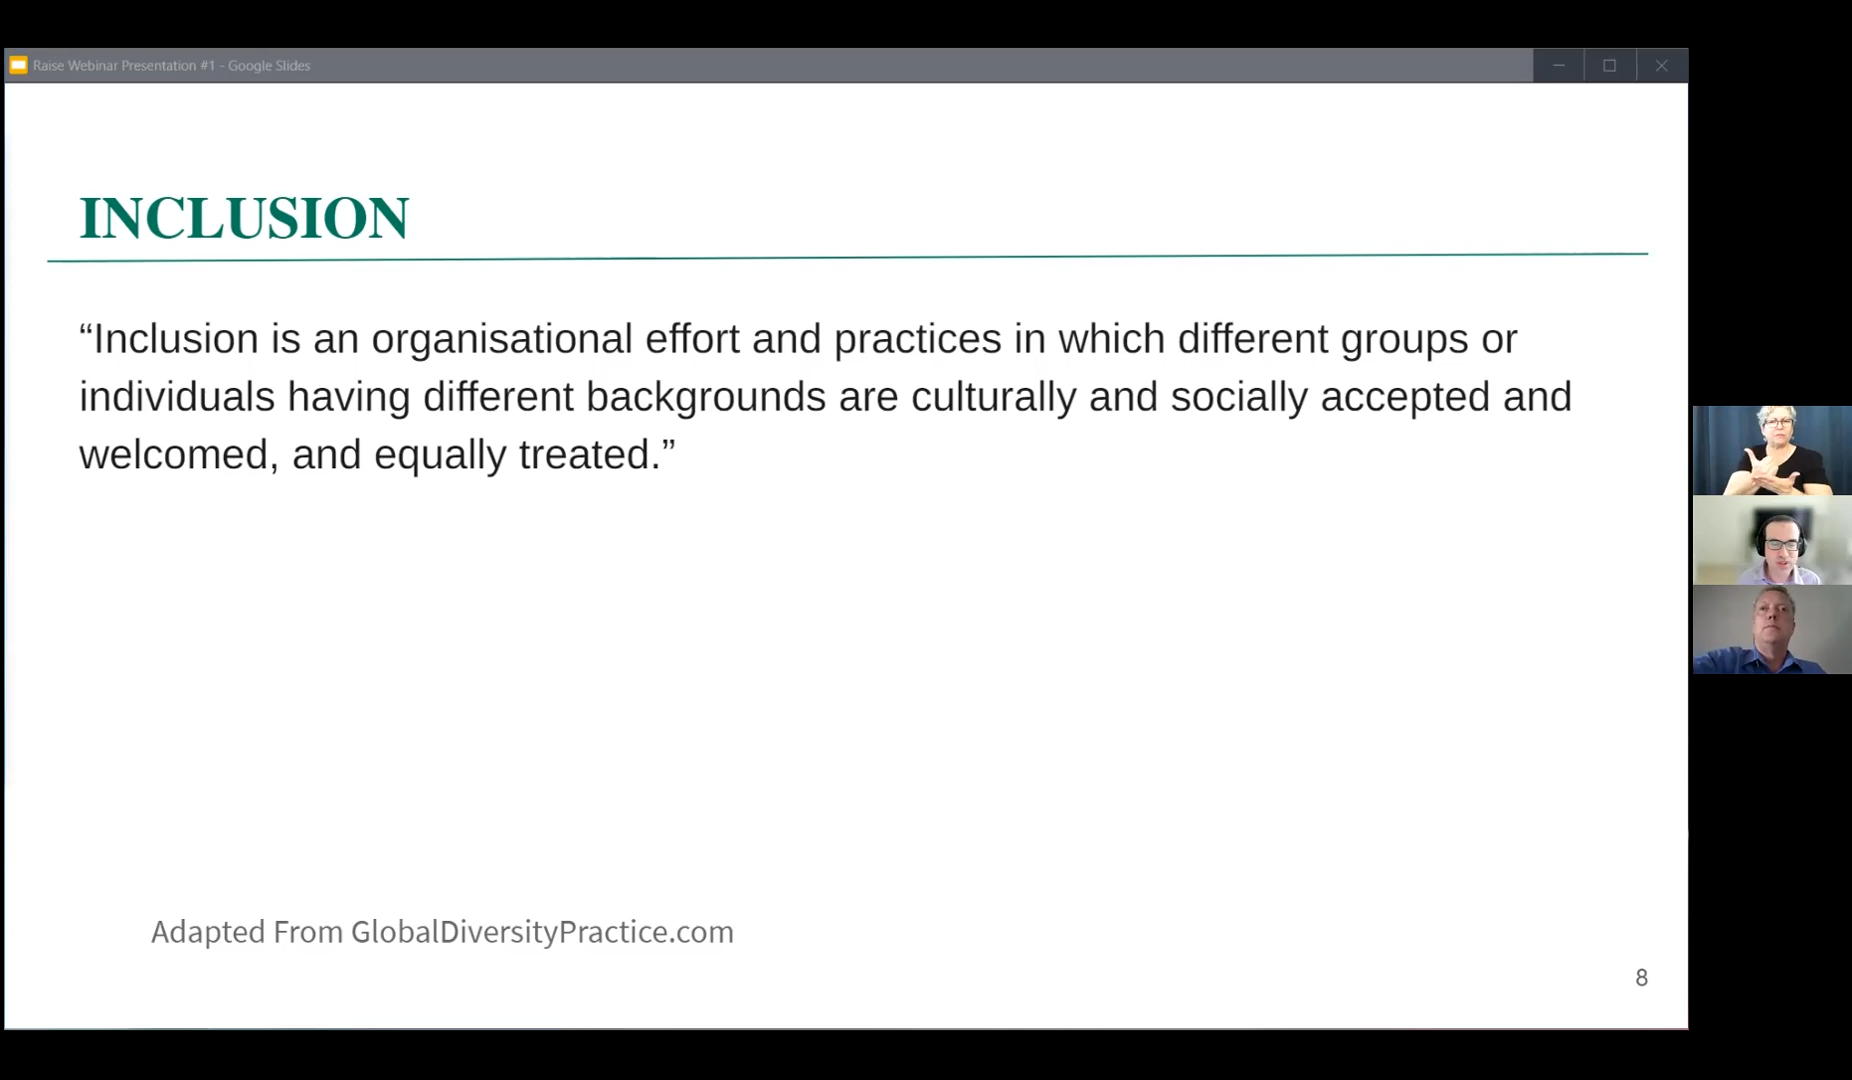 Raise Webinar Presentation #1 - Google Slides
INCLUSION
“Inclusion is an organisational effort and practices in which different groups or
individuals having different backgrounds are culturally and socially accepted and
welcomed, and equally treated.”
Adapted From GlobalDiversityPractice.com
8